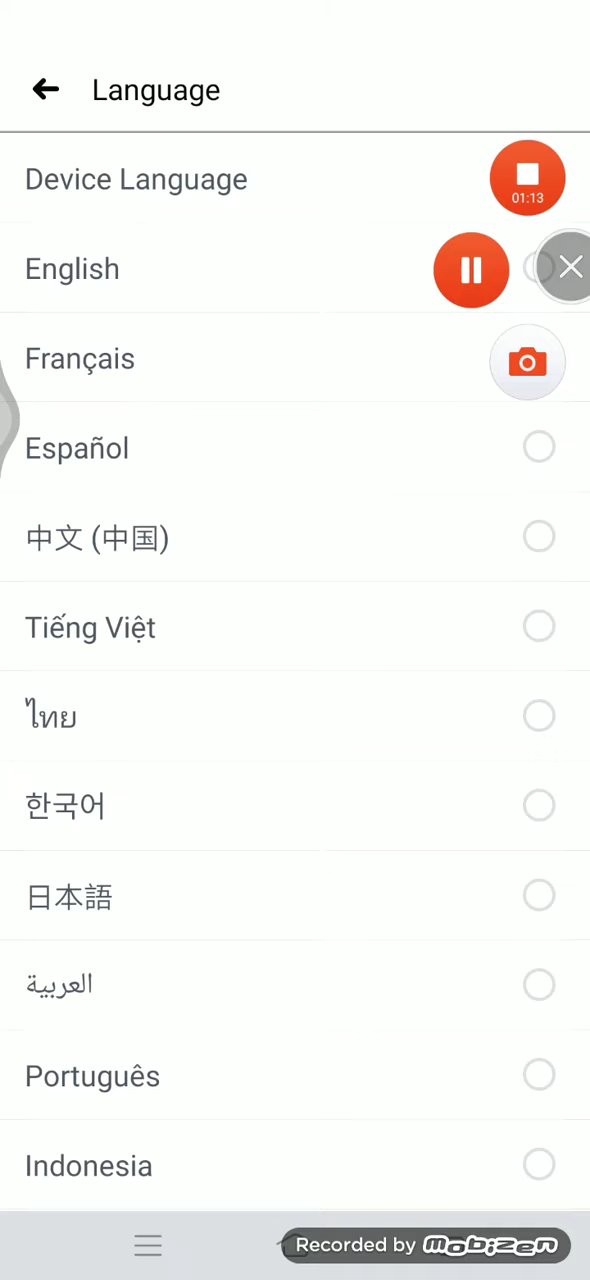 Language
Device Language
01:13
English
Français
Español
中文 (中国)
Tiếng Việt
ไทย
한국어
日本語
العربية
Português
Indonesia
Recorded by mobizen